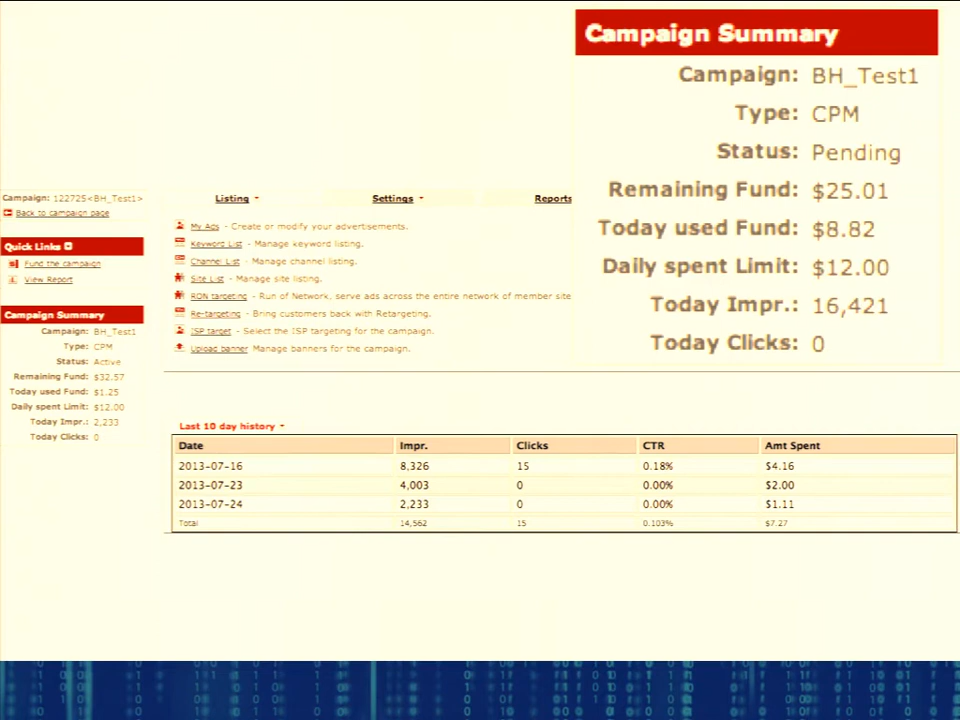 Campaign Summary
Campaign: BH_Test1
Type: CPM
Status: Pending
Remaining Fund: $25.01
Today used Fund: $8.82
Daily spent Limit: $12.00
Today Impr.: 16,421
Today Clicks: 0
Campaign: 122725<BH_Test1>
Back to campaign page
Quick Links
Fund the campaign
View Report
Campaign Summary
Campaign: BH_Test1
Type: CPM
Status: Active
Remaining Fund: $32.57
Today used Fund: $1.25
Daily spent Limit: $12.00
Today Impr.: 2,233
Today Clicks: 0
Listing Settings Reports
My Ads - Create or modify your advertisements.
Keyword List - Manage keyword listing.
Channel List - Manage channel listing.
Site List - Manage site listing.
RON targeting - Run of Network, serve ads across the entire network of member site
Re-targeting - Bring customers back with Retargeting.
ISP target - Select the ISP targeting for the campaign.
Upload banner Manage banners for the campaign.
Last 10 day history
Date Impr. Clicks CTR Amt Spent
2013-07-16 8,326 15 0.18% $4.16
2013-07-23 4,003 0 0.00% $2.00
2013-07-24 2,233 0 0.00% $1.11
Total 14,562 15 0.103% $7.27